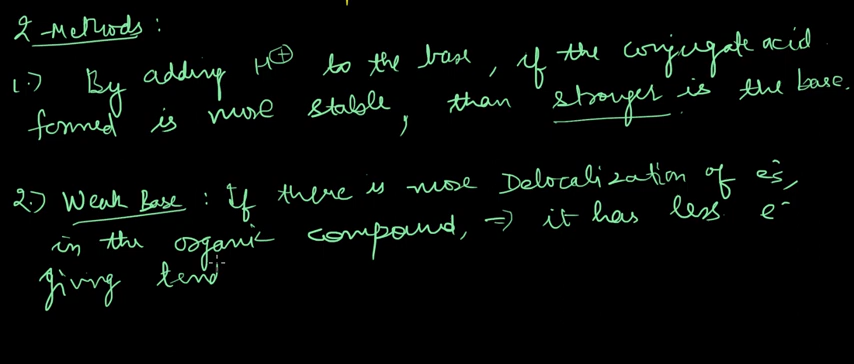 2-Methods :
1.) By adding H⊕ to the base, if the conjugate acid
formed is more stable, than stronger is the base.
2.) Weak Base : If there is more Delocalization of es,
in the organic compound, ⇒ it has less e⁻
giving tend